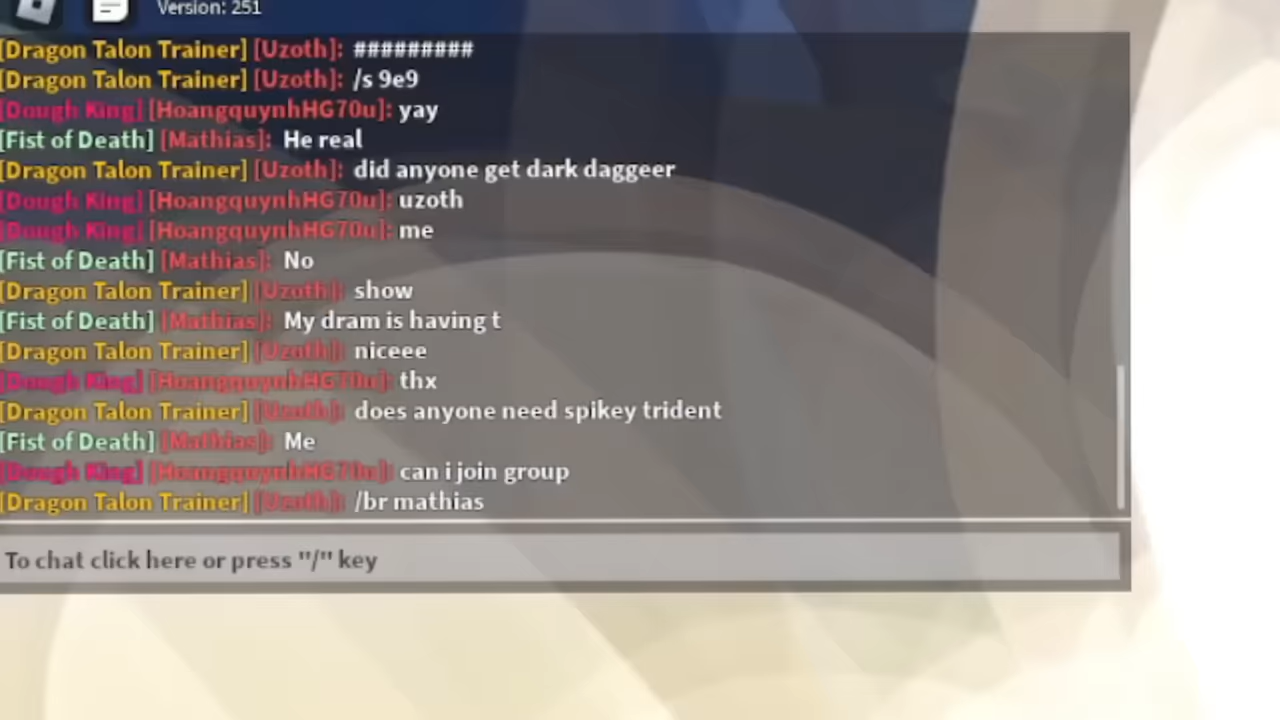 Version: 251
[Dragon Talon Trainer] [Uzoth]: #########
[Dragon Talon Trainer] [Uzoth]: /s 9e9
[Dough King] [HoangquynhHG70u]: yay
[Fist of Death] [Mathias]: He real
[Dragon Talon Trainer] [Uzoth]: did anyone get dark daggeer
[Dough King] [HoangquynhHG70u]: uzoth
[Dough King] [HoangquynhHG70u]: me
[Fist of Death] [Mathias]: No
[Dragon Talon Trainer] [Uzoth]: show
[Fist of Death] [Mathias]: My dram is having t
[Dragon Talon Trainer] [Uzoth]: niceee
[Dough King] [HoangquynhHG70u]: thx
[Dragon Talon Trainer] [Uzoth]: does anyone need spikey trident
[Fist of Death] [Mathias]: Me
[Dough King] [HoangquynhHG70u]: can i join group
[Dragon Talon Trainer] [Uzoth]: /br mathias
To chat click here or press "/" key